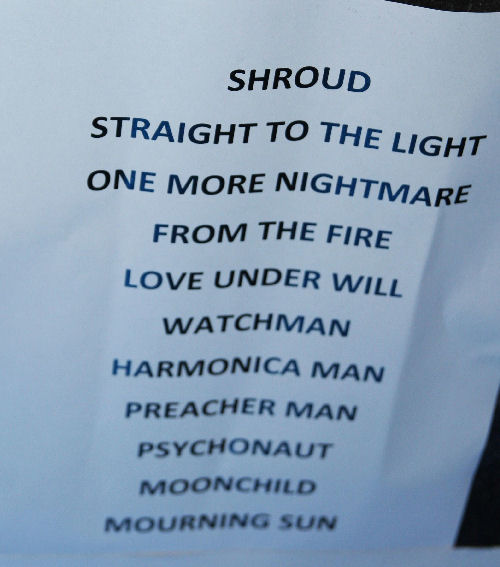 SHROUD
STRAIGHT TO THE LIGHT
ONE MORE NIGHTMARE
FROM THE FIRE
LOVE UNDER WILL
WATCHMAN
HARMONICA MAN
PREACHER MAN
PSYCHONAUT
MOONCHILD
MOURNING SUN